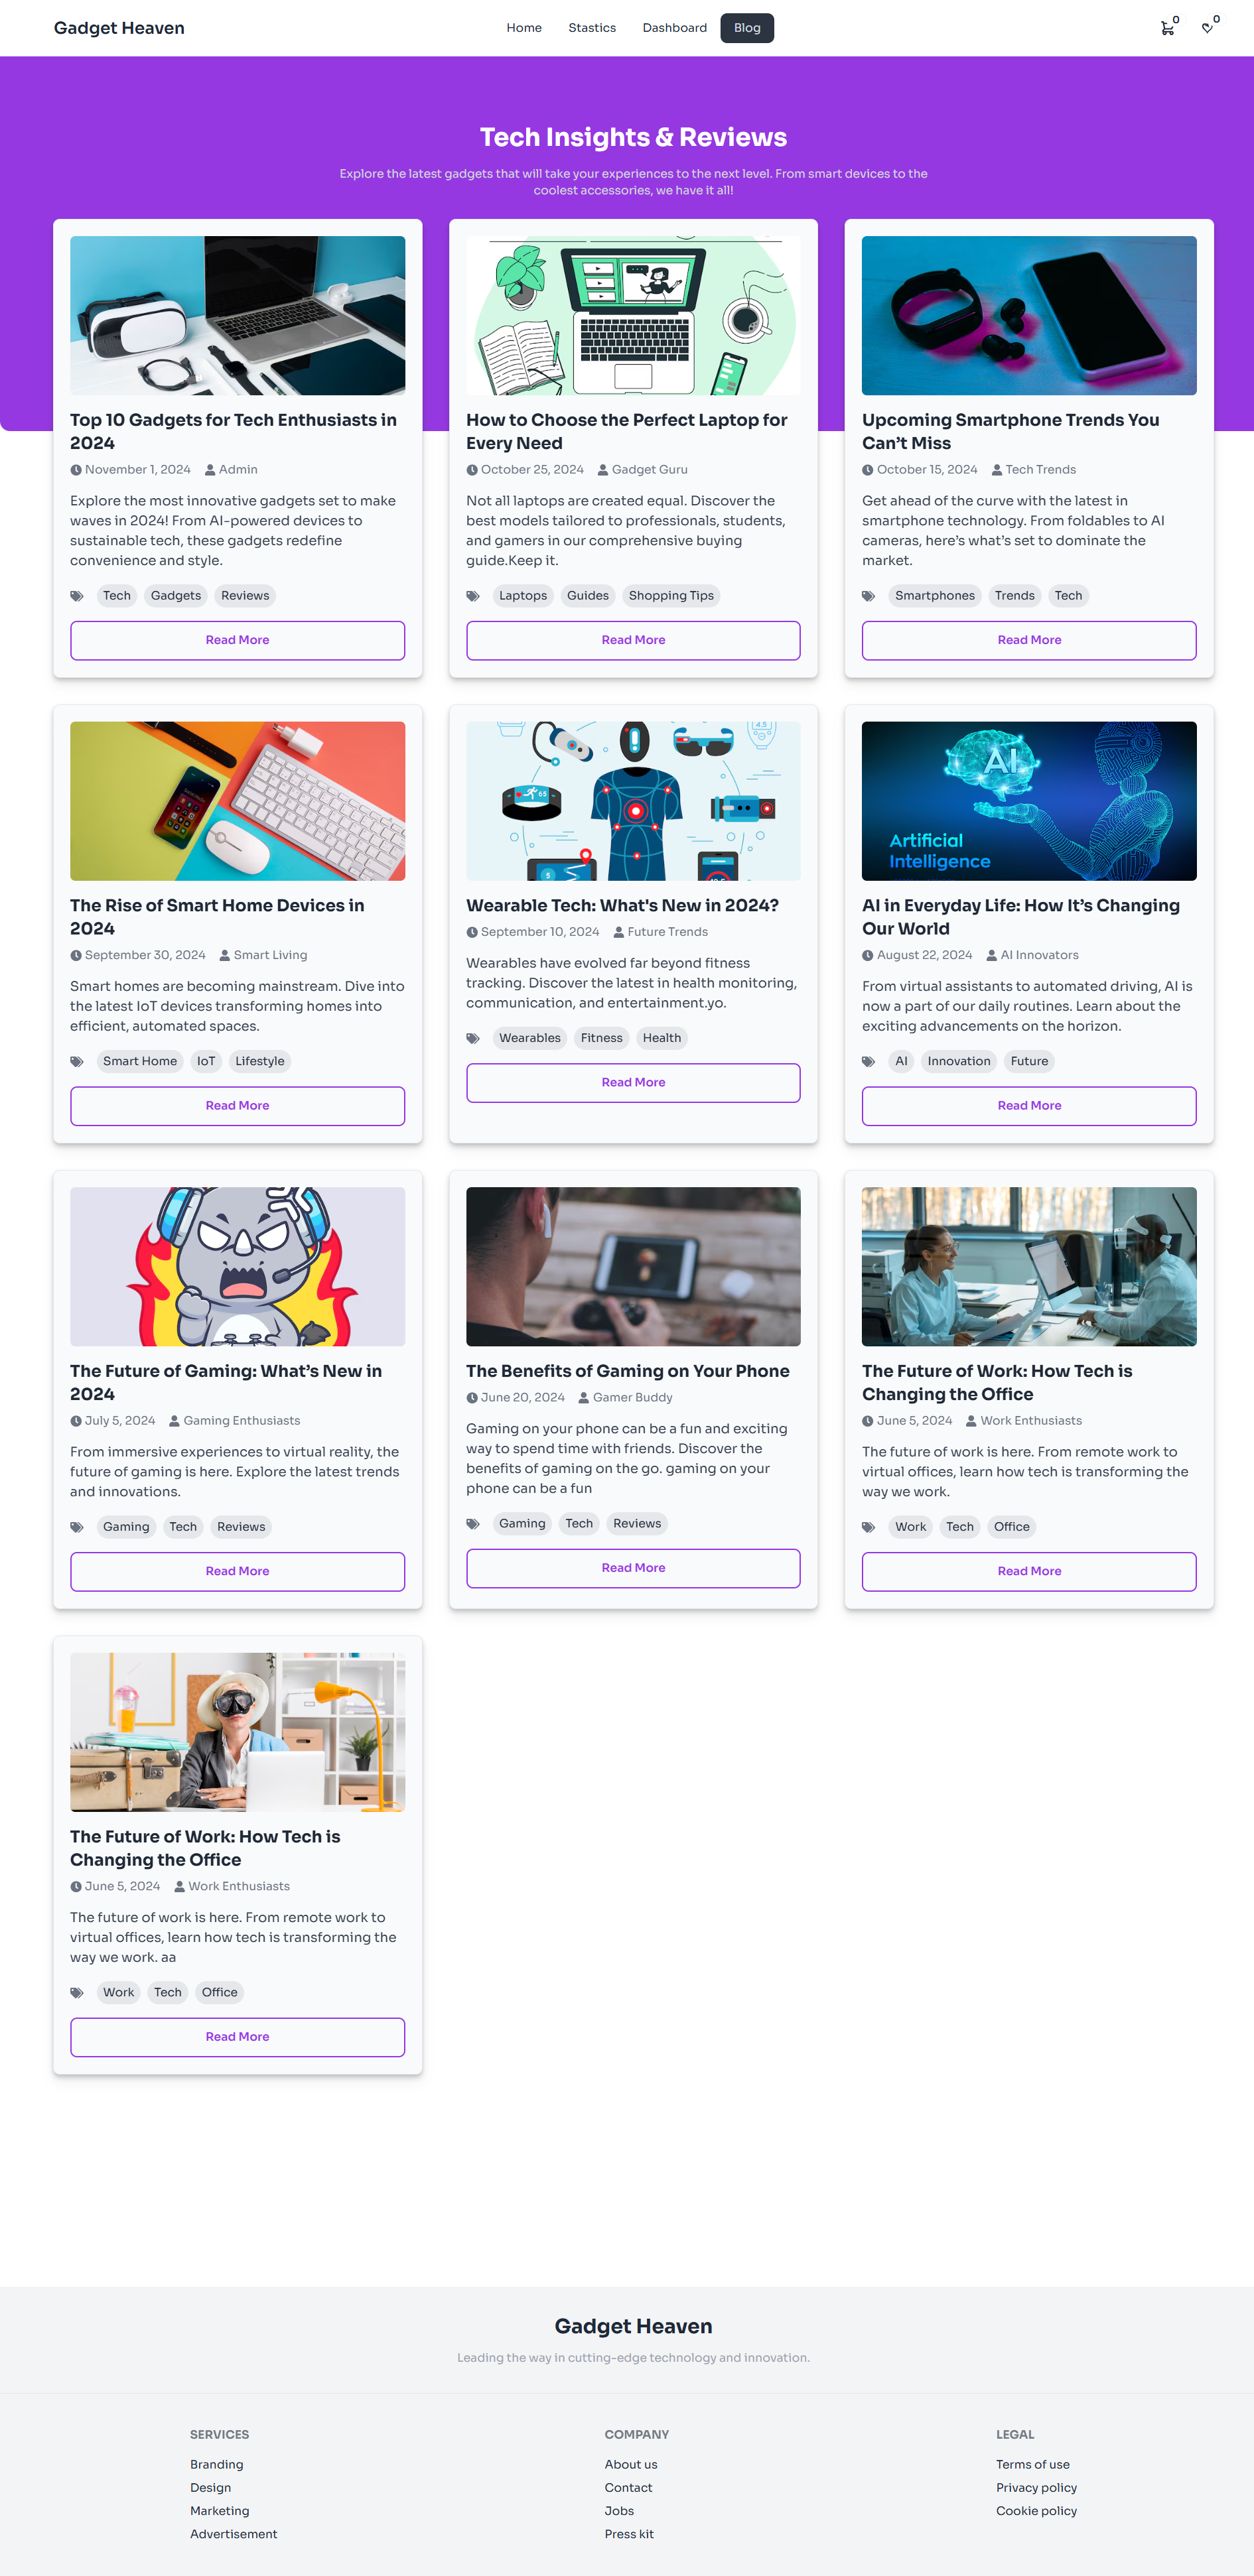 Gadget Heaven
Home Stastics Dashboard Blog
0 0
Tech Insights & Reviews
Explore the latest gadgets that will take your experiences to the next level. From smart devices to the
coolest accessories, we have it all!
Top 10 Gadgets for Tech Enthusiasts in
2024
November 1, 2024 Admin
Explore the most innovative gadgets set to make
waves in 2024! From AI-powered devices to
sustainable tech, these gadgets redefine
convenience and style.
Tech Gadgets Reviews
Read More
How to Choose the Perfect Laptop for
Every Need
October 25, 2024 Gadget Guru
Not all laptops are created equal. Discover the
best models tailored to professionals, students,
and gamers in our comprehensive buying
guide.Keep it.
Laptops Guides Shopping Tips
Read More
Upcoming Smartphone Trends You
Can’t Miss
October 15, 2024 Tech Trends
Get ahead of the curve with the latest in
smartphone technology. From foldables to AI
cameras, here’s what’s set to dominate the
market.
Smartphones Trends Tech
Read More
The Rise of Smart Home Devices in
2024
September 30, 2024 Smart Living
Smart homes are becoming mainstream. Dive into
the latest IoT devices transforming homes into
efficient, automated spaces.
Smart Home IoT Lifestyle
Read More
4.5
65
5
Wearable Tech: What's New in 2024?
September 10, 2024 Future Trends
Wearables have evolved far beyond fitness
tracking. Discover the latest in health monitoring,
communication, and entertainment.yo.
Wearables Fitness Health
Read More
AI
Artificial
Intelligence
AI in Everyday Life: How It’s Changing
Our World
August 22, 2024 AI Innovators
From virtual assistants to automated driving, AI is
now a part of our daily routines. Learn about the
exciting advancements on the horizon.
AI Innovation Future
Read More
The Future of Gaming: What’s New in
2024
July 5, 2024 Gaming Enthusiasts
From immersive experiences to virtual reality, the
future of gaming is here. Explore the latest trends
and innovations.
Gaming Tech Reviews
Read More
The Benefits of Gaming on Your Phone
June 20, 2024 Gamer Buddy
Gaming on your phone can be a fun and exciting
way to spend time with friends. Discover the
benefits of gaming on the go. gaming on your
phone can be a fun
Gaming Tech Reviews
Read More
The Future of Work: How Tech is
Changing the Office
June 5, 2024 Work Enthusiasts
The future of work is here. From remote work to
virtual offices, learn how tech is transforming the
way we work.
Work Tech Office
Read More
The Future of Work: How Tech is
Changing the Office
June 5, 2024 Work Enthusiasts
The future of work is here. From remote work to
virtual offices, learn how tech is transforming the
way we work. aa
Work Tech Office
Read More
Gadget Heaven
Leading the way in cutting-edge technology and innovation.
SERVICES
Branding
Design
Marketing
Advertisement
COMPANY
About us
Contact
Jobs
Press kit
LEGAL
Terms of use
Privacy policy
Cookie policy